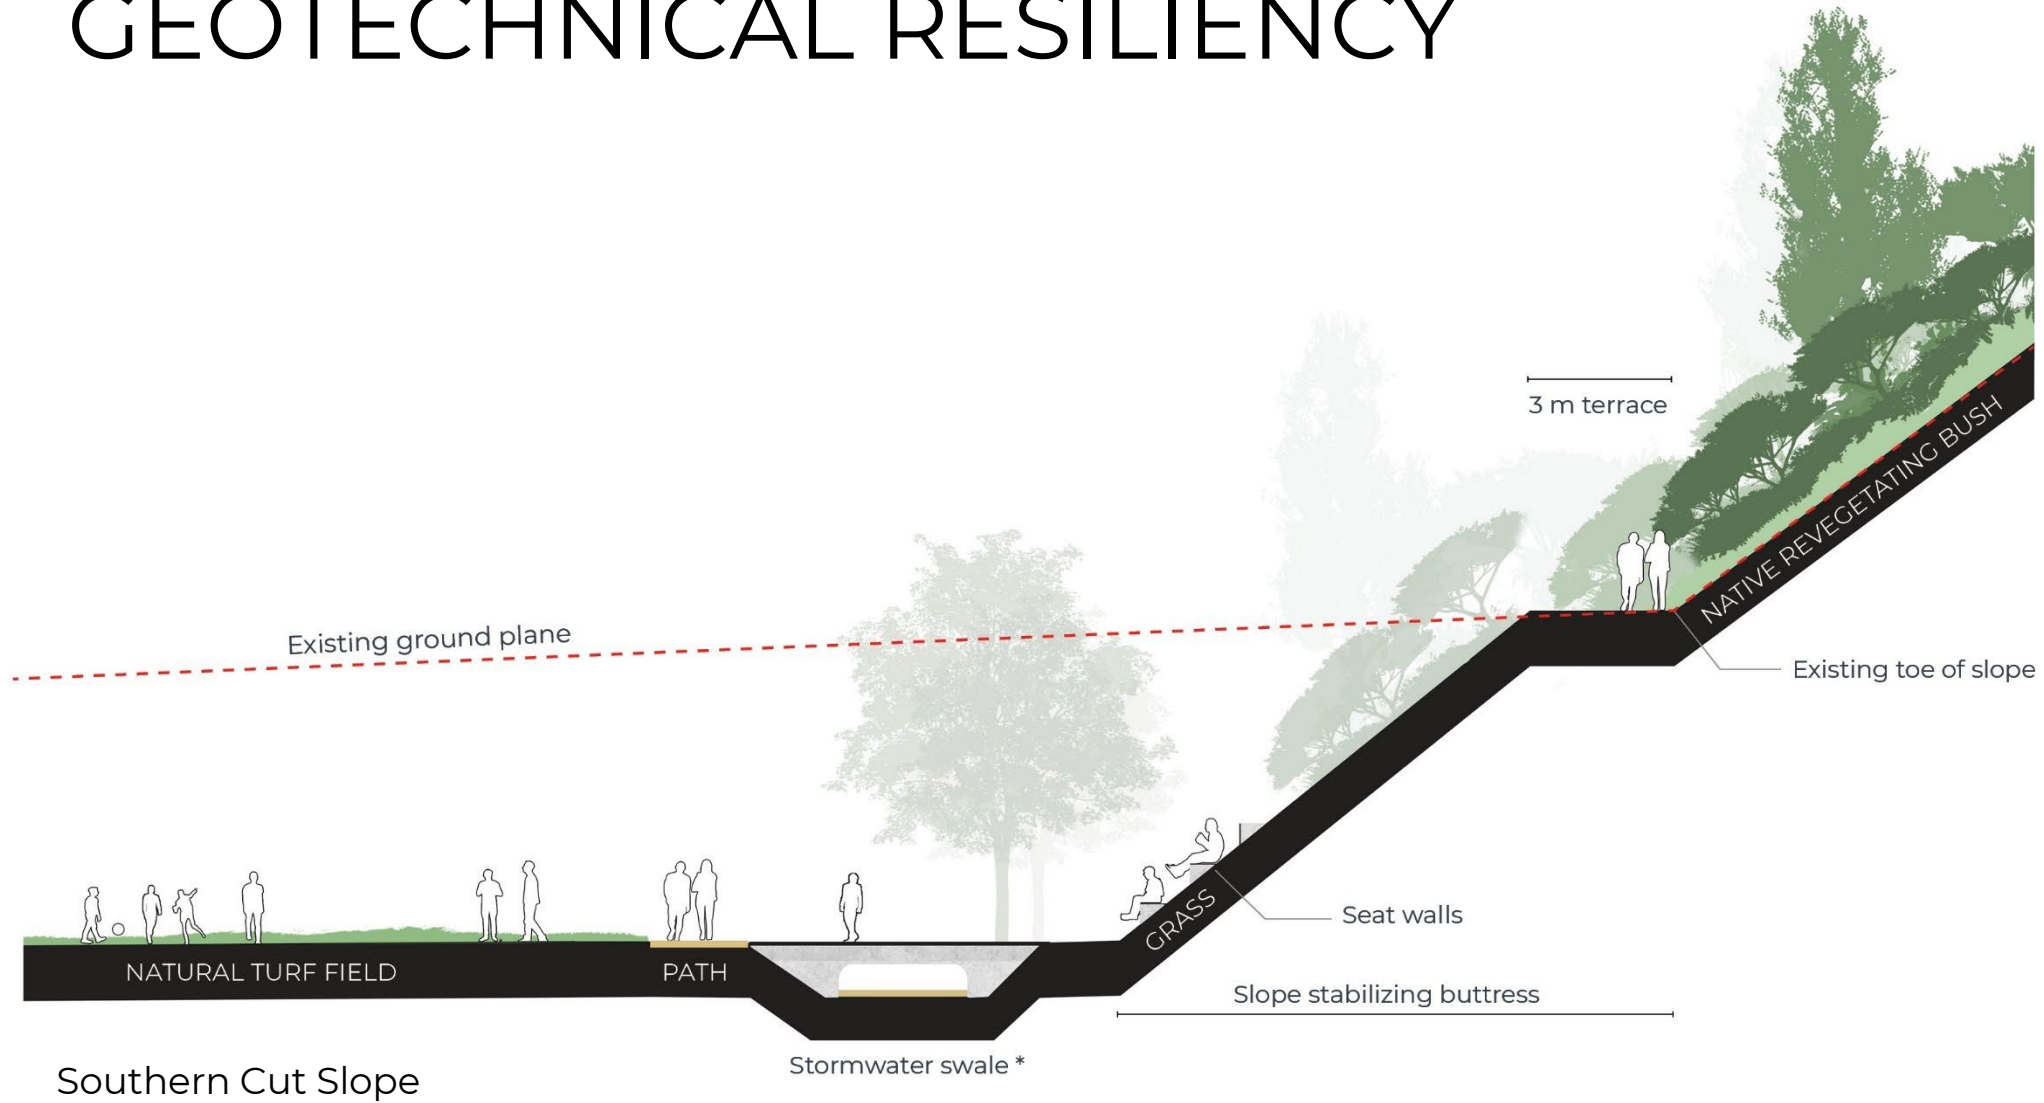 GEOTECHNICAL RESILIENCY
3 m terrace
NATIVE REVEGETATING BUSH
Existing ground plane
Existing toe of slope
Seat walls
GRASS
NATURAL TURF FIELD
PATH
Slope stabilizing buttress
Stormwater swale *
Southern Cut Slope